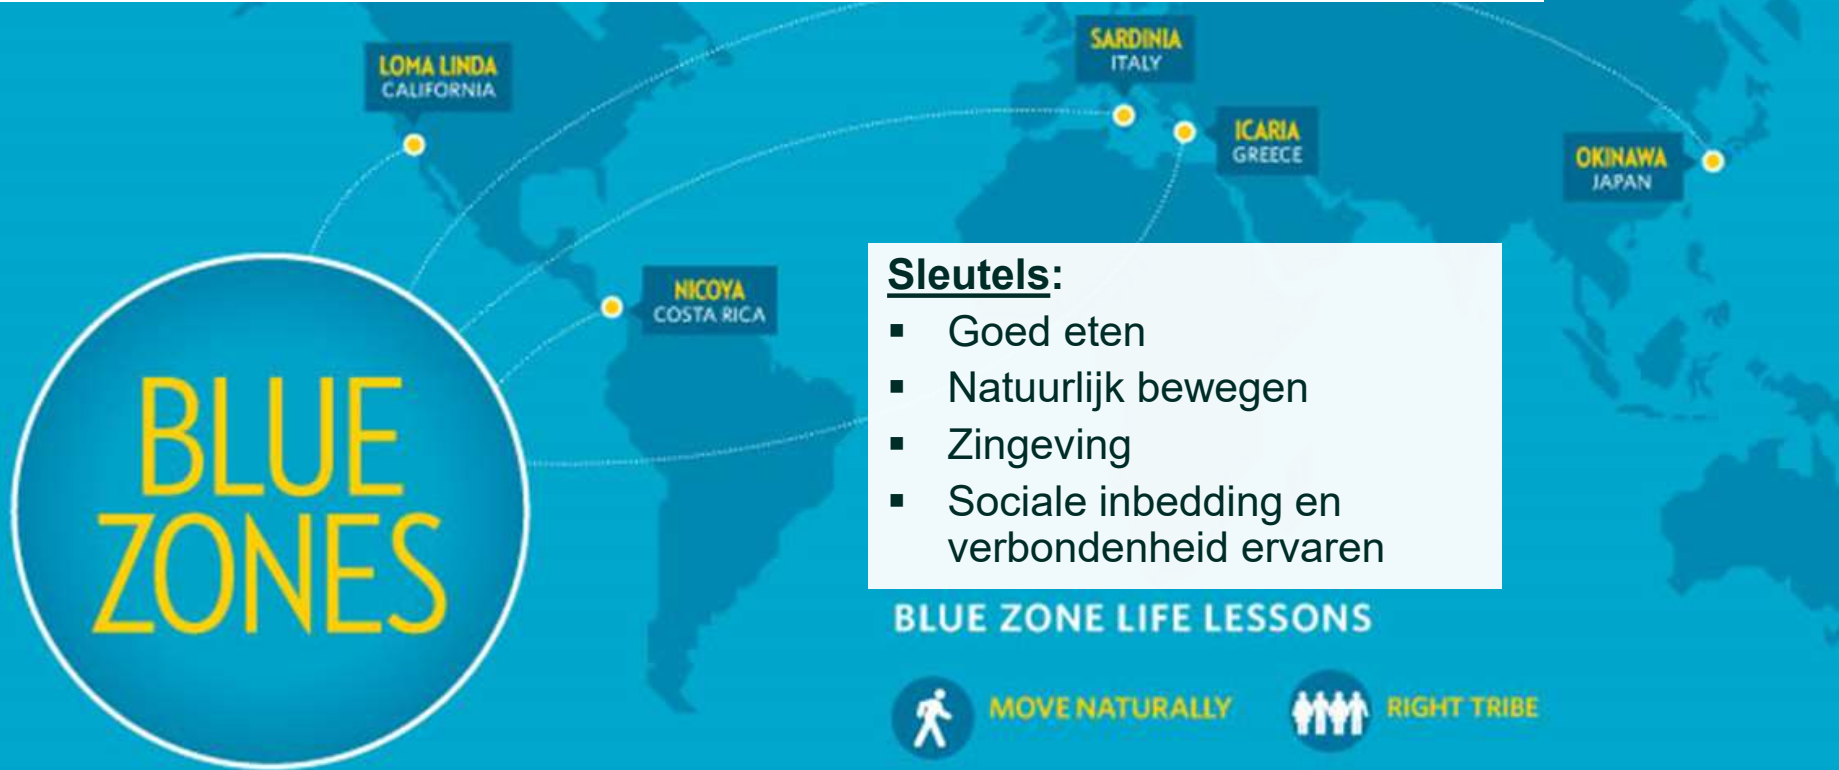 LOMA LINDA
CALIFORNIA
SARDINIA
ITALY
ICARIA
GREECE
OKINAWA
JAPAN
NICOYA
COSTA RICA
BLUE
ZONES
Sleutels:
▪ Goed eten
▪ Natuurlijk bewegen
▪ Zingeving
▪ Sociale inbedding en
verbondenheid ervaren
BLUE ZONE LIFE LESSONS
MOVE NATURALLY
RIGHT TRIBE